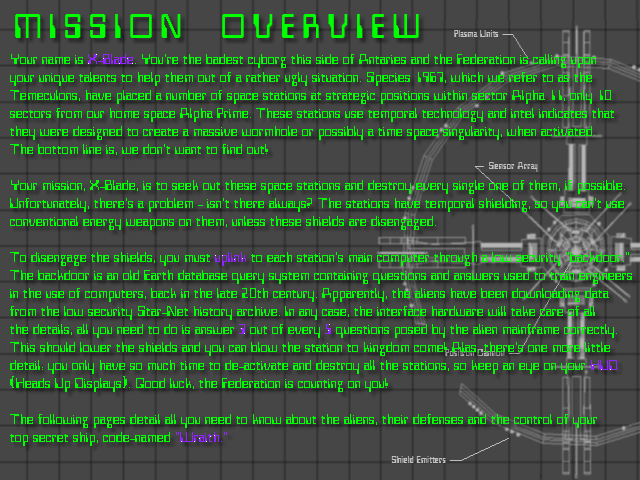 MISSION OVERVIEW
Plasma Units
Your name is X-Blade. You're the badest cyborg this side of Antaries and the Federation is calling upon
your unique talents to help them out of a rather ugly situation. Species 1967, which we refer to as the
Temeculons, have placed a number of space stations at strategic positions within sector Alpha 11, only 10
sectors from our home space Alpha Prime. These stations use temporal technology and intel indicates that
they were designed to create a massive wormhole or possibly a time space singularity, when activated.
The bottom line is, we don't want to find out!
Sensor Array
Your mission, X-Blade, is to seek out these space stations and destroy every single one of them, if possible.
Unfortunately, there's a problem - isn't there always? The stations have temporal shielding, so you can't use
conventional energy weapons on them, unless these shields are disengaged.
To disengage the shields, you must uplink to each station's main computer through a low security "backdoor."
The backdoor is an old Earth database query system containing questions and answers used to train engineers
in the use of computers, back in the late 20th century. Apparently, the aliens have been downloading data
from the low security Star-Net history archive. In any case, the interface hardware will take care of all
the details, all you need to do is answer 3 out of every 5 questions posed by the alien mainframe correctly.
This should lower the shields and you can blow the station to kingdom come! Alas, there's one more little
detail. you only have so much time to de-activate and destroy all the stations, so keep an eye on your H.U.D
(Heads Up Displays). Good luck, the Federation is counting on you!
The following pages detail all you need to know about the aliens, their defenses and the control of your
top secret ship, code-named "Wraith."
Shield Emitters